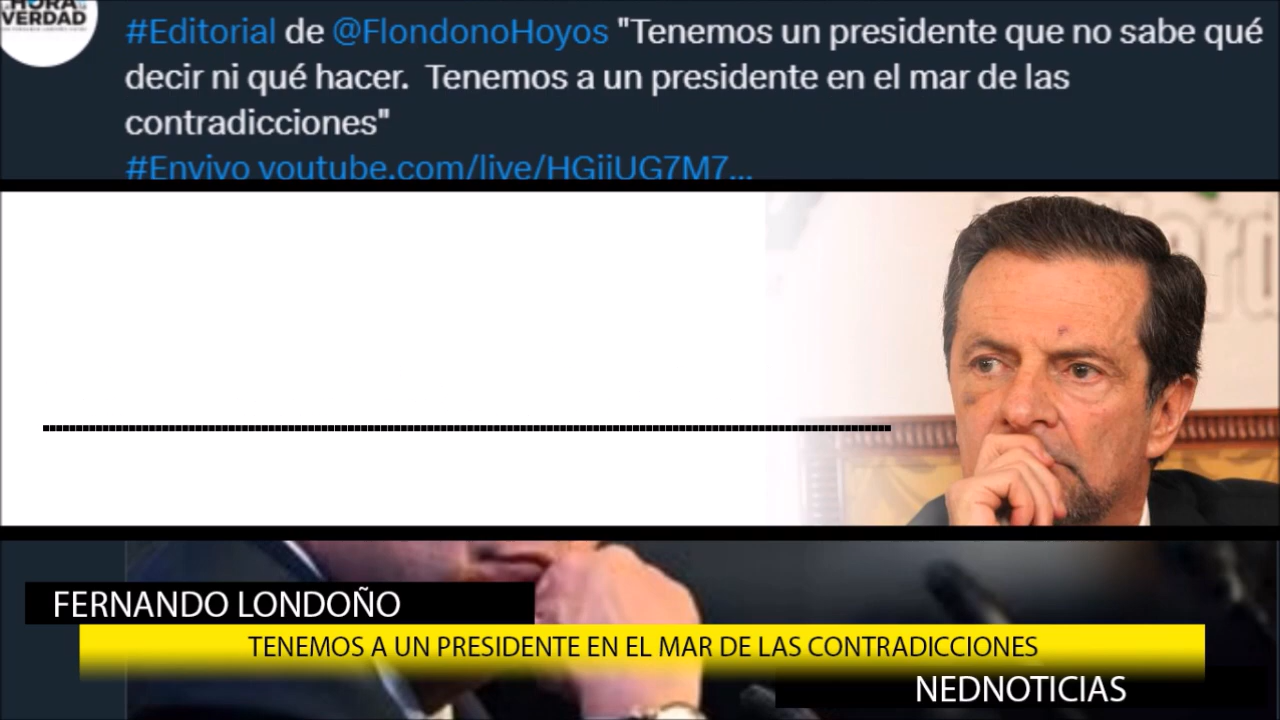 HORA
VERDAD
#Editorial de @FlondonoHoyos "Tenemos un presidente que no sabe qué
decir ni qué hacer. Tenemos a un presidente en el mar de las
contradicciones"
#Envivo youtube.com/live/HGiiUG7M7...
FERNANDO LONDOÑO
TENEMOS A UN PRESIDENTE EN EL MAR DE LAS CONTRADICCIONES
NEDNOTICIAS